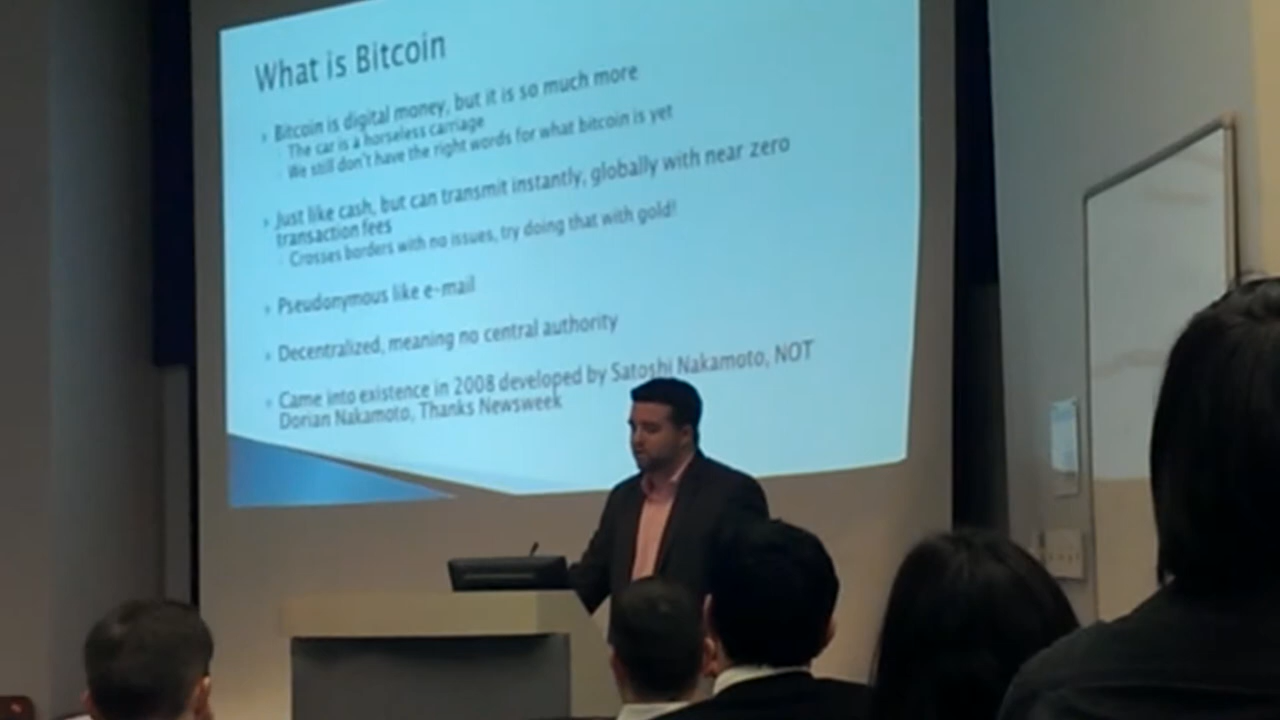 What is Bitcoin
Bitcoin is digital money, but it is so much more
The car is a horseless carriage
We still don't have the right words for what bitcoin is yet
Just like cash, but can transmit instantly, globally with near zero
transaction fees
Crosses borders with no issues, try doing that with gold!
Pseudonymous like e-mail
Decentralized, meaning no central authority
Came into existence in 2008 developed by Satoshi Nakamoto, NOT
Dorian Nakamoto, Thanks Newsweek